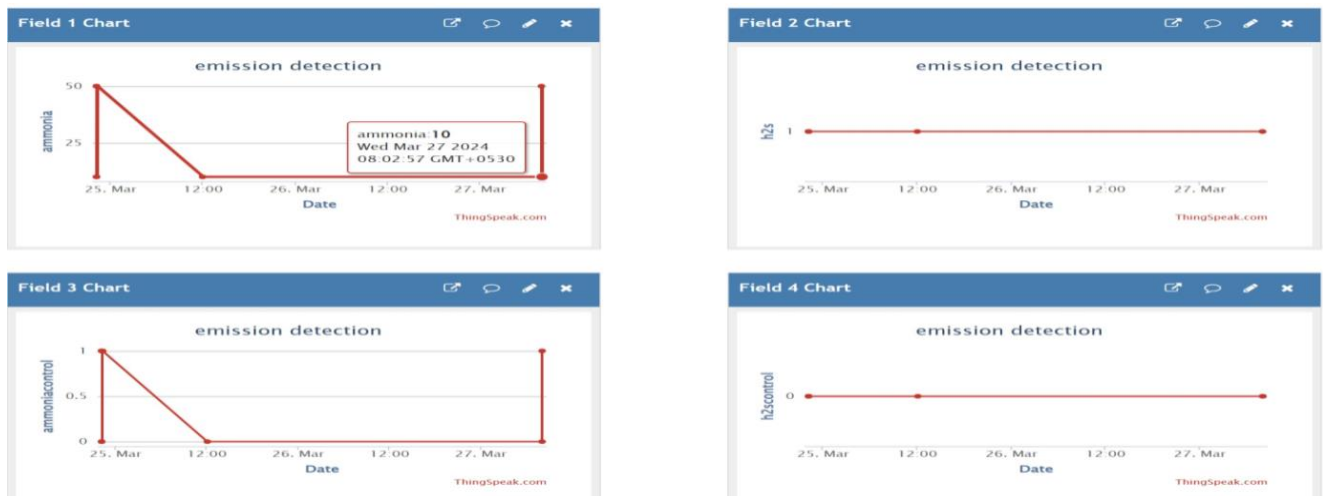 Field 1 Chart
emission detection
50
25
ammonia
ammonia:10
Wed Mar 27 2024
08:02:57 GMT+0530
25. Mar 12:00 26. Mar 12:00 27. Mar
Date
ThingSpeak.com
Field 2 Chart
emission detection
h2s
1
25. Mar 12:00 26. Mar 12:00 27. Mar
Date
ThingSpeak.com
Field 3 Chart
emission detection
1
0.5
0
ammoniacontrol
25. Mar 12:00 26. Mar 12:00 27. Mar
Date
ThingSpeak.com
Field 4 Chart
emission detection
h2scontrol
0
25. Mar 12:00 26. Mar 12:00 27. Mar
Date
ThingSpeak.com